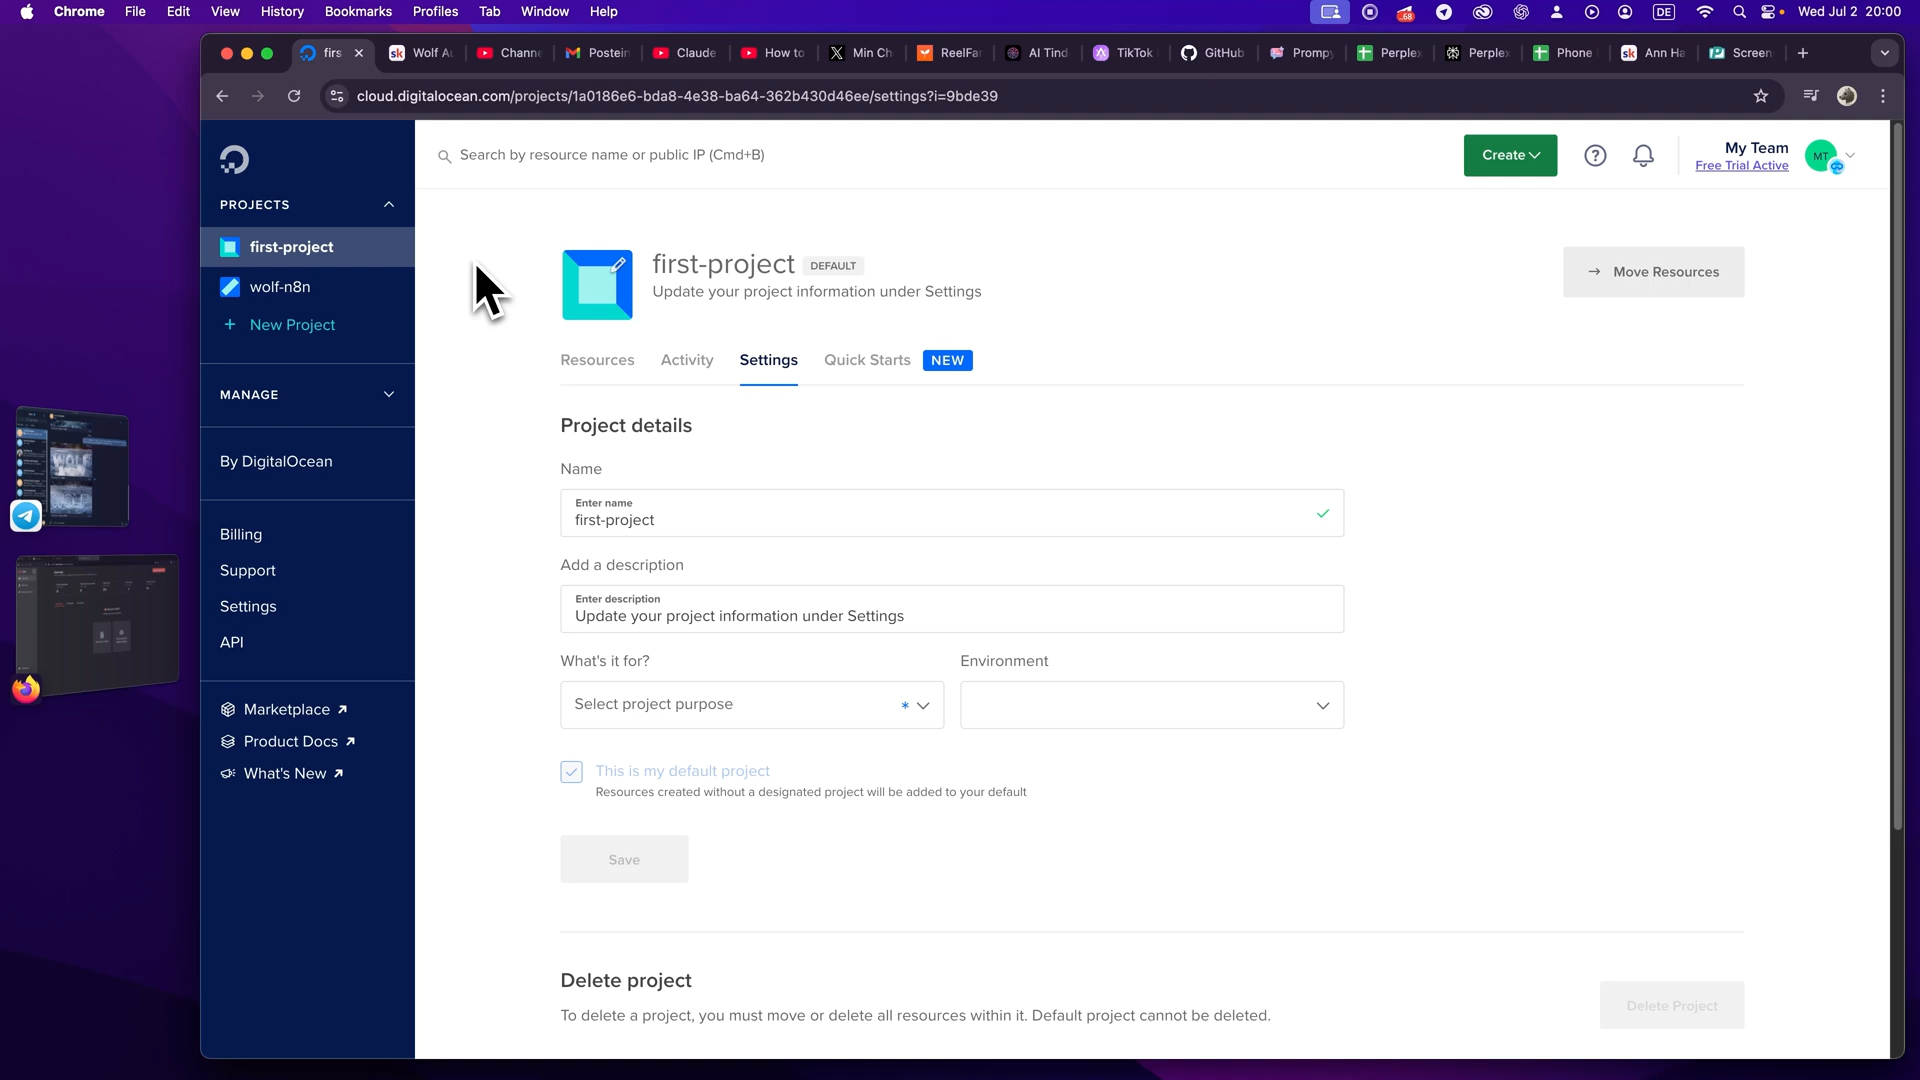 Chrome File Edit View History Bookmarks Profiles Tab Window Help
.68
DE
Wed Jul 2 20:00
firs
Wolf Au
Channe
Postein
Claude
How to
Min Ch
ReelFar
AI Tind
TikTok
GitHub
Prompy
Perplex
Perplex
Phone
Ann Ha
Screen
cloud.digitalocean.com/projects/1a0186e6-bda8-4e38-ba64-362b430d46ee/settings?i=9bde39
Search by resource name or public IP (Cmd+B)
Create
My Team
Free Trial Active
MT
PROJECTS
first-project
wolf-n8n
+ New Project
MANAGE
By DigitalOcean
Billing
Support
Settings
API
Marketplace
Product Docs
What's New
first-project DEFAULT
Update your project information under Settings
→ Move Resources
Resources Activity Settings Quick Starts NEW
Project details
Name
Enter name
first-project
Add a description
Enter description
Update your project information under Settings
What's it for? Environment
Select project purpose *
This is my default project
Resources created without a designated project will be added to your default
Save
Delete project
To delete a project, you must move or delete all resources within it. Default project cannot be deleted.
Delete Project
WOLF
WOLF